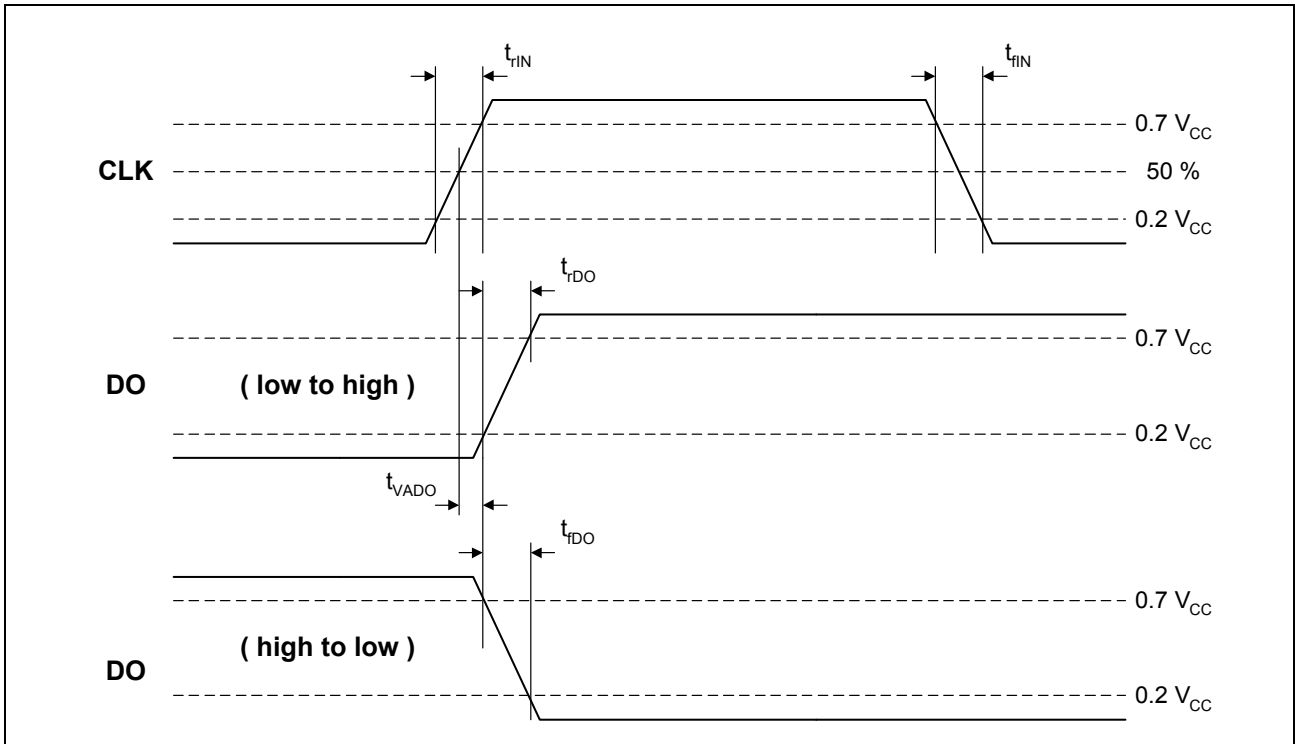 t_rIN
t_fIN
0.7 V_CC
CLK
50 %
0.2 V_CC
t_rDO
0.7 V_CC
DO
( low to high )
0.2 V_CC
t_VADO
t_fDO
0.7 V_CC
( high to low )
DO
0.2 V_CC